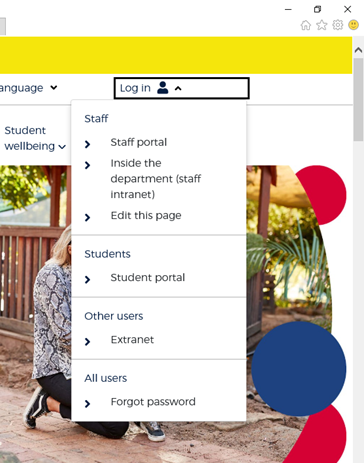 anguage
Log in
Student
wellbeing
Staff
Staff portal
Inside the
department (staff
intranet)
Edit this page
Students
Student portal
Other users
Extranet
All users
Forgot password